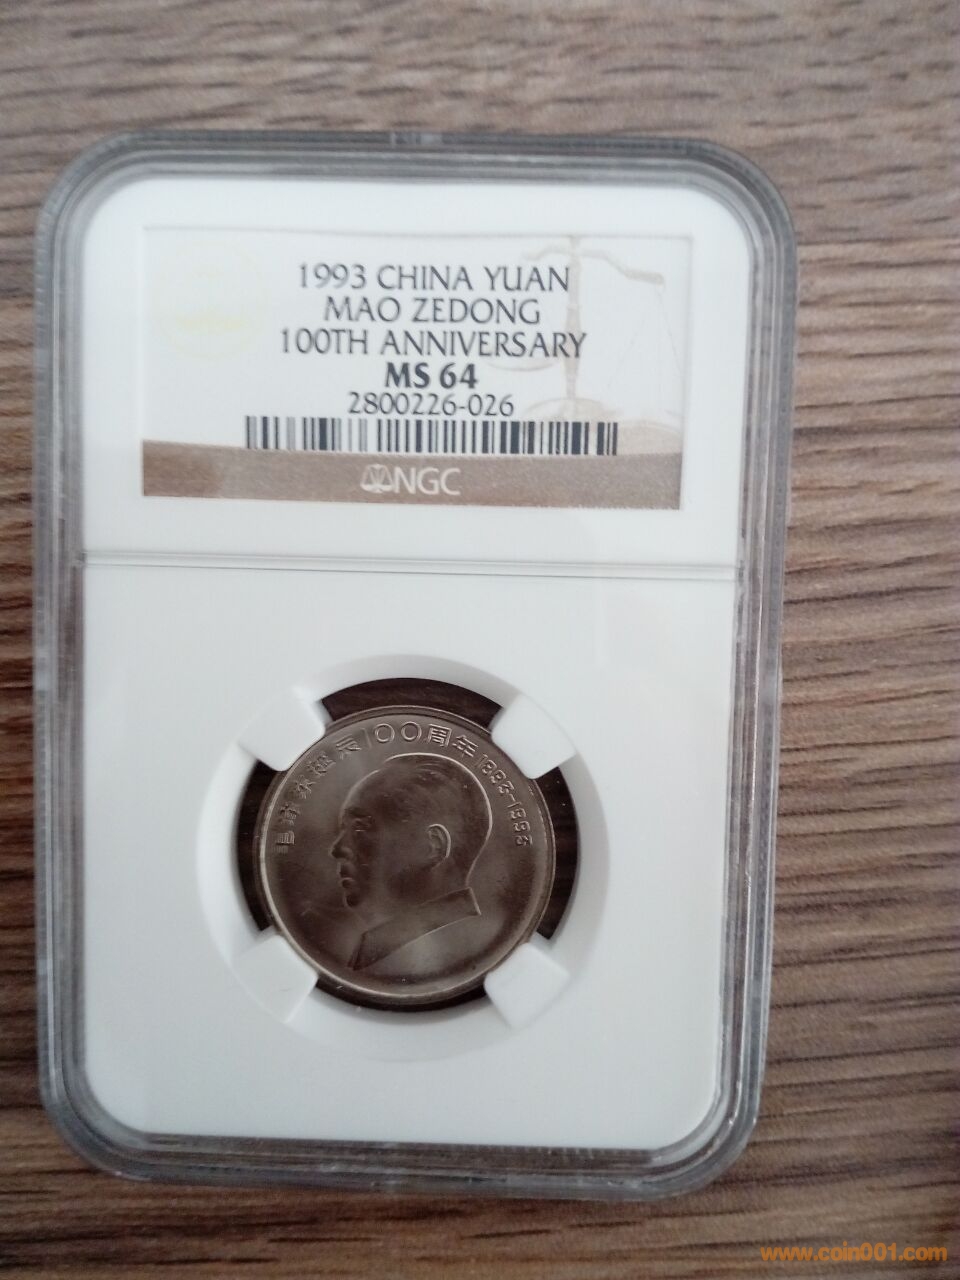 1993 CHINA YUAN
MAO ZEDONG
100TH ANNIVERSARY
MS 64
2800226-026
NGC
毛泽东诞辰100周年 1893-1993
www.coin001.com